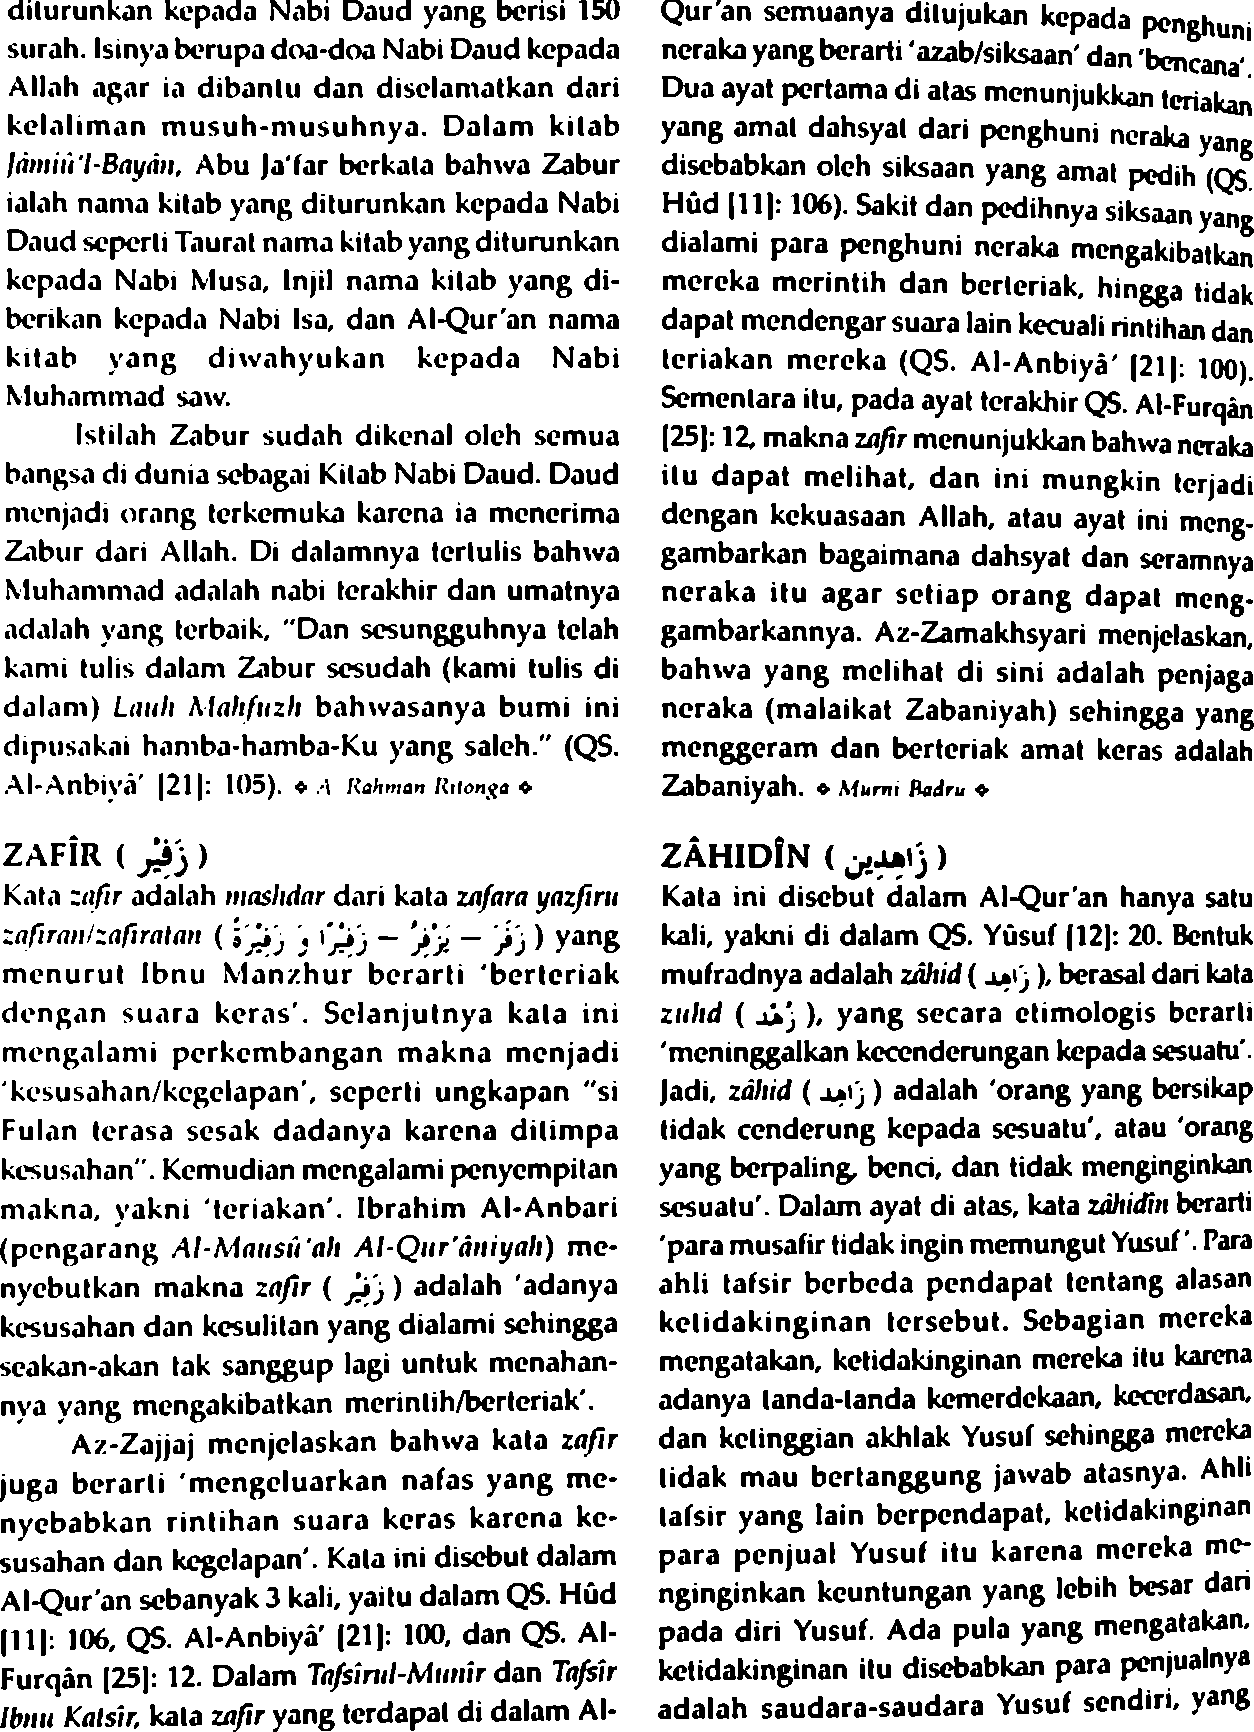 diturunkan kepada Nabi Daud yang berisi 150
surah. Isinya berupa doa-doa Nabi Daud kepada
Allah agar ia dibantu dan diselamatkan dari
kelaliman musuh-musuhnya. Dalam kitab
Jâmiû'l-Bayân, Abu Ja'far berkata bahwa Zabur
ialah nama kitab yang diturunkan kepada Nabi
Daud seperti Taurat nama kitab yang diturunkan
kepada Nabi Musa, Injil nama kitab yang di-
berikan kepada Nabi Isa, dan Al-Qur'an nama
kitab yang diwahyukan kepada Nabi
Muhammad saw.
Istilah Zabur sudah dikenal oleh semua
bangsa di dunia sebagai Kitab Nabi Daud. Daud
menjadi orang terkemuka karena ia menerima
Zabur dari Allah. Di dalamnya tertulis bahwa
Muhammad adalah nabi terakhir dan umatnya
adalah yang terbaik, "Dan sesungguhnya telah
kami tulis dalam Zabur sesudah (kami tulis di
dalam) Lauh Mahfuzh bahwasanya bumi ini
dipusakai hamba-hamba-Ku yang saleh." (QS.
Al-Anbiyâ' [21]: 105). ❖ A Rahman Ritonga ❖
ZAFÎR ( زَفِيْر )
Kata zafîr adalah mashdar dari kata zafara yazfiru
zafiran/zafiratan ( زَفَرَ – يَزْفِرُ – زَفِيْرًا وَ زَفِيْرَةً ) yang
menurut Ibnu Manzhur berarti 'berteriak
dengan suara keras'. Selanjutnya kata ini
mengalami perkembangan makna menjadi
'kesusahan/kegelapan', seperti ungkapan "si
Fulan terasa sesak dadanya karena ditimpa
kesusahan". Kemudian mengalami penyempitan
makna, yakni 'teriakan'. Ibrahim Al-Anbari
(pengarang Al-Mausû'ah Al-Qur'âniyah) me-
nyebutkan makna zafîr ( زَفِيْر ) adalah 'adanya
kesusahan dan kesulitan yang dialami sehingga
seakan-akan tak sanggup lagi untuk menahan-
nya yang mengakibatkan merintih/berteriak'.
Az-Zajjaj menjelaskan bahwa kata zafîr
juga berarti 'mengeluarkan nafas yang me-
nyebabkan rintihan suara keras karena ke-
susahan dan kegelapan'. Kata ini disebut dalam
Al-Qur'an sebanyak 3 kali, yaitu dalam QS. Hûd
[11]: 106, QS. Al-Anbiyâ' [21]: 100, dan QS. Al-
Furqân [25]: 12. Dalam Tafsîrul-Munîr dan Tafsîr
Ibnu Katsîr, kata zafîr yang terdapat di dalam Al-
Qur'an semuanya ditujukan kepada penghuni
neraka yang berarti 'azab/siksaan' dan 'bencana'.
Dua ayat pertama di atas menunjukkan teriakan
yang amat dahsyat dari penghuni neraka yang
disebabkan oleh siksaan yang amat pedih (QS.
Hûd [11]: 106). Sakit dan pedihnya siksaan yang
dialami para penghuni neraka mengakibatkan
mereka merintih dan berteriak, hingga tidak
dapat mendengar suara lain kecuali rintihan dan
teriakan mereka (QS. Al-Anbiyâ' [21]: 100).
Sementara itu, pada ayat terakhir QS. Al-Furqân
[25]: 12, makna zafîr menunjukkan bahwa neraka
itu dapat melihat, dan ini mungkin terjadi
dengan kekuasaan Allah, atau ayat ini meng-
gambarkan bagaimana dahsyat dan seramnya
neraka itu agar setiap orang dapat meng-
gambarkannya. Az-Zamakhsyari menjelaskan,
bahwa yang melihat di sini adalah penjaga
neraka (malaikat Zabaniyah) sehingga yang
menggeram dan berteriak amat keras adalah
Zabaniyah. ❖ Murni Badru ❖
ZÂHIDÎN ( زَاهِدِين )
Kata ini disebut dalam Al-Qur'an hanya satu
kali, yakni di dalam QS. Yûsuf [12]: 20. Bentuk
mufradnya adalah zâhid ( زَاهِد ), berasal dari kata
zuhd ( زُهْد ), yang secara etimologis berarti
'meninggalkan kecenderungan kepada sesuatu'.
Jadi, zâhid ( زَاهِد ) adalah 'orang yang bersikap
tidak cenderung kepada sesuatu', atau 'orang
yang berpaling, benci, dan tidak menginginkan
sesuatu'. Dalam ayat di atas, kata zâhidîn berarti
'para musafir tidak ingin memungut Yusuf'. Para
ahli tafsir berbeda pendapat tentang alasan
ketidakinginan tersebut. Sebagian mereka
mengatakan, ketidakinginan mereka itu karena
adanya tanda-tanda kemerdekaan, kecerdasan,
dan ketinggian akhlak Yusuf sehingga mereka
tidak mau bertanggung jawab atasnya. Ahli
tafsir yang lain berpendapat, ketidakinginan
para penjual Yusuf itu karena mereka me-
nginginkan keuntungan yang lebih besar dari
pada diri Yusuf. Ada pula yang mengatakan,
ketidakinginan itu disebabkan para penjualnya
adalah saudara-saudara Yusuf sendiri, yang